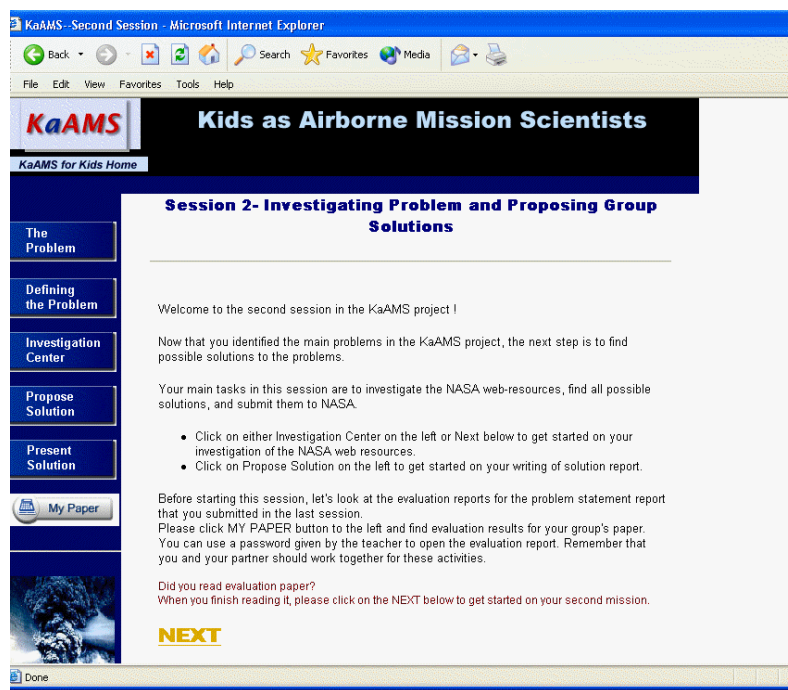 KaAMS--Second Session - Microsoft Internet Explorer
Back Search Favorites Media
File Edit View Favorites Tools Help
KaAMS
Kids as Airborne Mission Scientists
KaAMS for Kids Home
Session 2- Investigating Problem and Proposing Group
Solutions
The
Problem
Defining
the Problem
Investigation
Center
Propose
Solution
Present
Solution
My Paper
Welcome to the second session in the KaAMS project !
Now that you identified the main problems in the KaAMS project, the next step is to find
possible solutions to the problems.
Your main tasks in this session are to investigate the NASA web-resources, find all possible
solutions, and submit them to NASA.
Click on either Investigation Center on the left or Next below to get started on your
investigation of the NASA web resources.
Click on Propose Solution on the left to get started on your writing of solution report.
Before starting this session, let's look at the evaluation reports for the problem statement report
that you submitted in the last session.
Please click MY PAPER button to the left and find evaluation results for your group's paper.
You can use a password given by the teacher to open the evaluation report. Remember that
you and your partner should work together for these activities.
Did you read evaluation paper?
When you finish reading it, please click on the NEXT below to get started on your second mission.
NEXT
Done